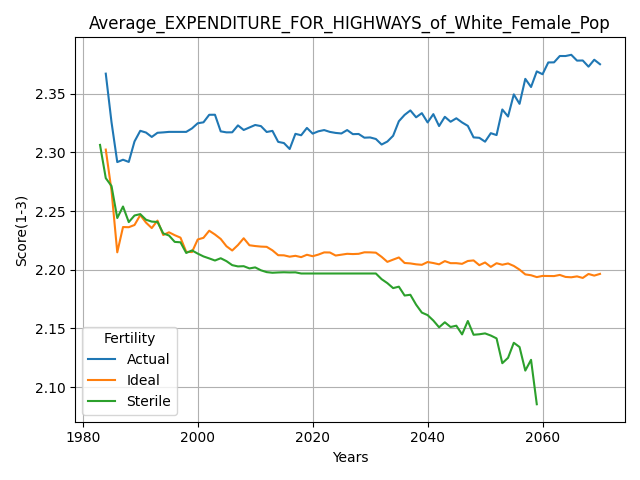 Average_EXPENDITURE_FOR_HIGHWAYS_of_White_Female_Pop
Score(1-3)
2.35
2.30
2.25
2.20
2.15
2.10
Fertility
Actual
Ideal
Sterile
1980 2000 2020 2040 2060
Years